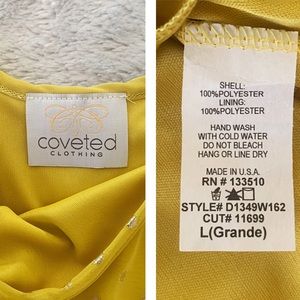 coveted
CLOTHING
SHELL:
100%POLYESTER
LINING:
100%POLYESTER
HAND WASH
WITH COLD WATER
DO NOT BLEACH
HANG OR LINE DRY
MADE IN U.S.A.
RN # 133510
STYLE# D1349W162
CUT# 11699
L(Grande)